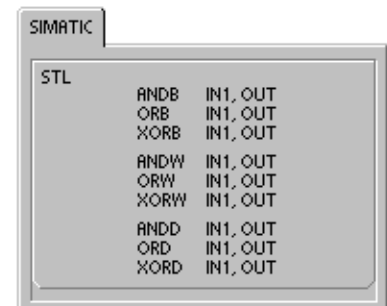 SIMATIC
STL
ANDB IN1, OUT
ORB IN1, OUT
XORB IN1, OUT
ANDW IN1, OUT
ORW IN1, OUT
XORW IN1, OUT
ANDD IN1, OUT
ORD IN1, OUT
XORD IN1, OUT